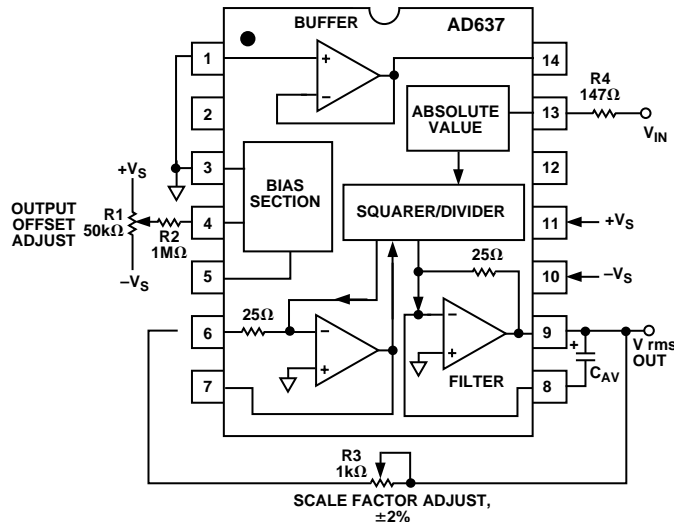 BUFFER
AD637
1
14
R4
147Ω
2
ABSOLUTE
VALUE
13
V_IN
3
BIAS
SECTION
12
+V_S
OUTPUT
OFFSET
ADJUST
R1
50kΩ
R2
1MΩ
4
SQUARER/DIVIDER
11
+V_S
–V_S
5
25Ω
10
–V_S
6
25Ω
9
V rms
OUT
7
FILTER
8
C_AV
+
−
+
−
+
−
+
R3
1kΩ
SCALE FACTOR ADJUST,
±2%